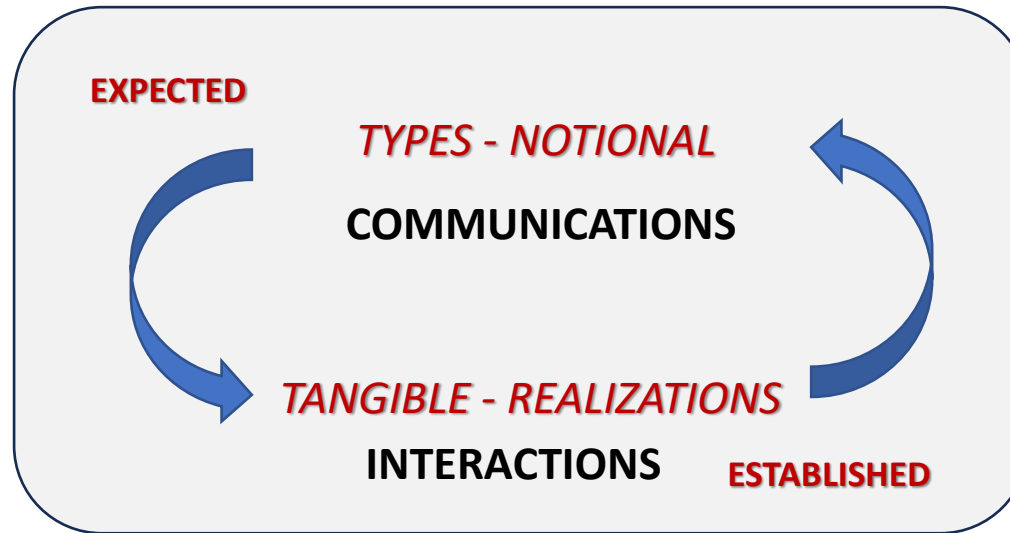 EXPECTED
TYPES - NOTIONAL
COMMUNICATIONS
TANGIBLE - REALIZATIONS
INTERACTIONS
ESTABLISHED